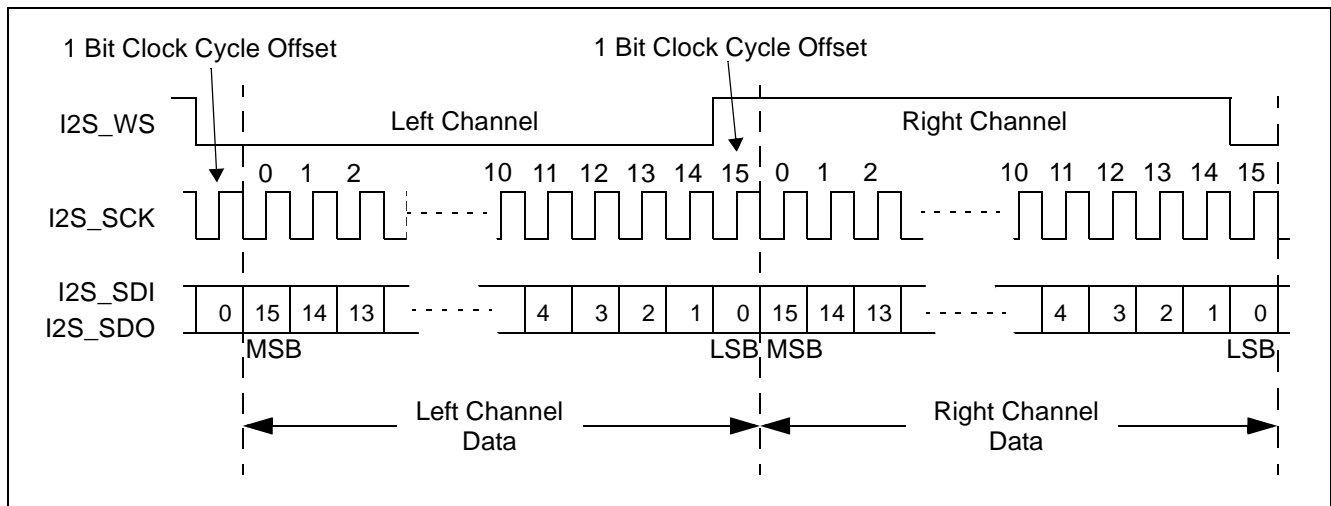 1 Bit Clock Cycle Offset 1 Bit Clock Cycle Offset
I2S_WS Left Channel Right Channel
0 1 2 10 11 12 13 14 15 0 1 2 10 11 12 13 14 15
I2S_SCK
I2S_SDI
0 15 14 13 4 3 2 1 0 15 14 13 4 3 2 1 0
I2S_SDO
MSB LSB MSB LSB
Left Channel Data Right Channel Data